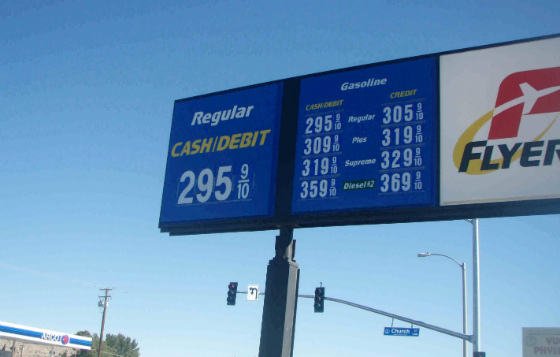 Regular
CASH/DEBIT
295 9/10
Gasoline
CASH/DEBIT CREDIT
295 9/10 Regular 305 9/10
309 9/10 Plus 319 9/10
319 9/10 Supreme 329 9/10
359 9/10 Diesel#2 369 9/10
FLYER
Church
ARCO